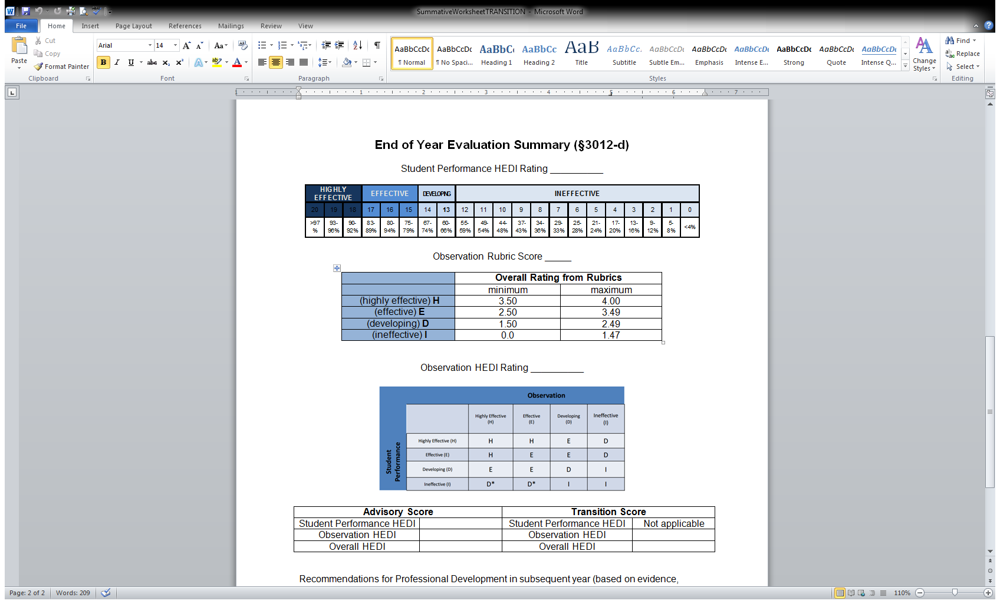 SummativeWorksheetTRANSITION - Microsoft Word
File Home Insert Page Layout References Mailings Review View
Paste
Cut
Copy
Format Painter
Clipboard
Arial 14
Font
Paragraph
AaBbCcDc AaBbCcDc AaBbC AaBbCc AaB AaBbCc. AaBbCcDc AaBbCcDc AaBbCcDc AaBbCcDc AaBbCcDc AaBbCcDc
¶ Normal ¶ No Spaci... Heading 1 Heading 2 Title Subtitle Subtle Em... Emphasis Intense E... Strong Quote Intense Q...
Change Styles
Styles
Find
Replace
Select
Editing
1 1 2 3 4 5 6 7
End of Year Evaluation Summary (§3012-d)
Student Performance HEDI Rating __________
HIGHLY EFFECTIVE EFFECTIVE DEVELOPING INEFFECTIVE
20 19 18 17 16 15 14 13 12 11 10 9 8 7 6 5 4 3 2 1 0
>97% 93-96% 90-92% 83-89% 80-94% 75-79% 67-74% 60-66% 55-59% 49-54% 44-48% 37-43% 34-36% 29-33% 25-28% 21-24% 17-20% 13-16% 9-12% 5-8% <4%
Observation Rubric Score _____
Overall Rating from Rubrics
minimum maximum
(highly effective) H 3.50 4.00
(effective) E 2.50 3.49
(developing) D 1.50 2.49
(ineffective) I 0.0 1.47
Observation HEDI Rating __________
Observation
Highly Effective (H) Effective (E) Developing (D) Ineffective (I)
Student Performance
Highly Effective (H) H H E D
Effective (E) H E E D
Developing (D) E E D I
Ineffective (I) D* D* I I
Advisory Score Transition Score
Student Performance HEDI Student Performance HEDI Not applicable
Observation HEDI Observation HEDI
Overall HEDI Overall HEDI
Recommendations for Professional Development in subsequent year (based on evidence,
Page: 2 of 2 Words: 209 110%